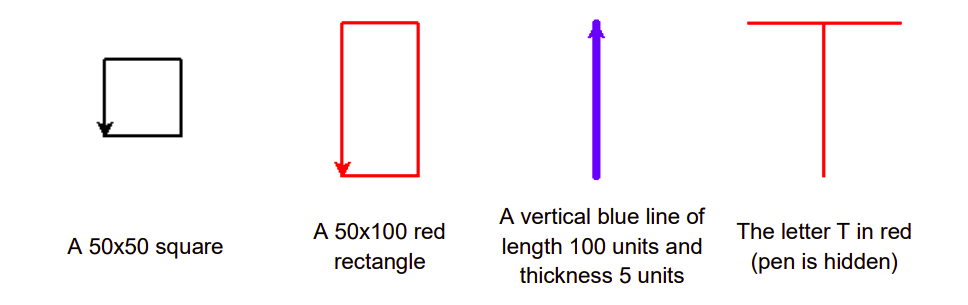 A 50x50 square
A 50x100 red
rectangle
A vertical blue line of
length 100 units and
thickness 5 units
The letter T in red
(pen is hidden)